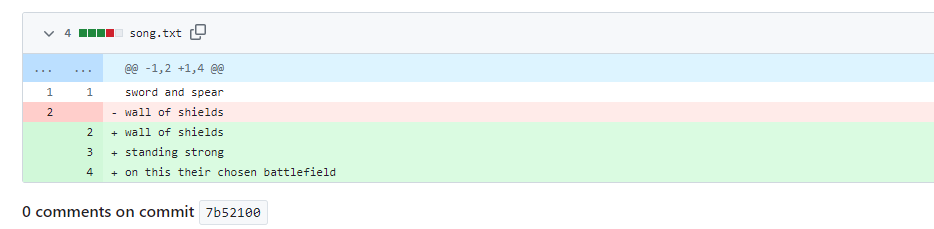 4 song.txt
... ... @@ -1,2 +1,4 @@
1 1 sword and spear
2 - wall of shields
2 + wall of shields
3 + standing strong
4 + on this their chosen battlefield
0 comments on commit 7b52100